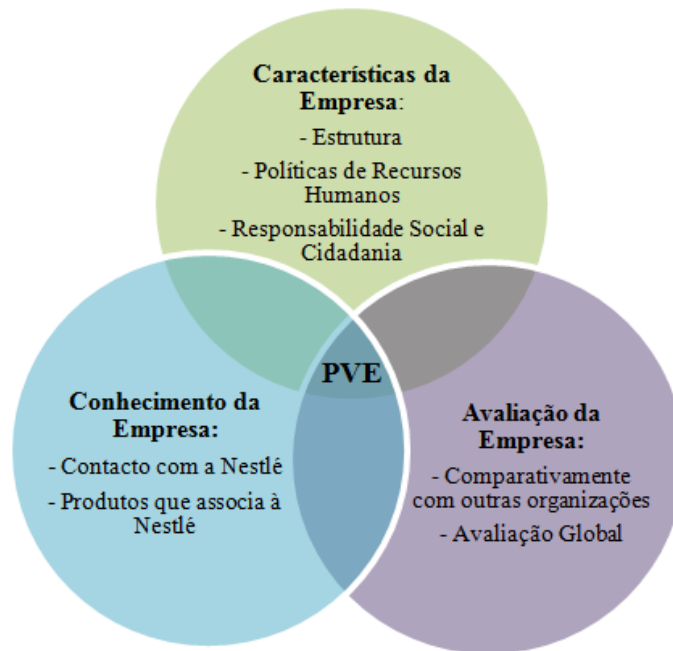 Características da
Empresa:
- Estrutura
- Políticas de Recursos
Humanos
- Responsabilidade Social e
Cidadania
PVE
Conhecimento da
Empresa:
- Contacto com a Nestlé
- Produtos que associa à
Nestlé
Avaliação da
Empresa:
- Comparativamente
com outras organizações
- Avaliação Global